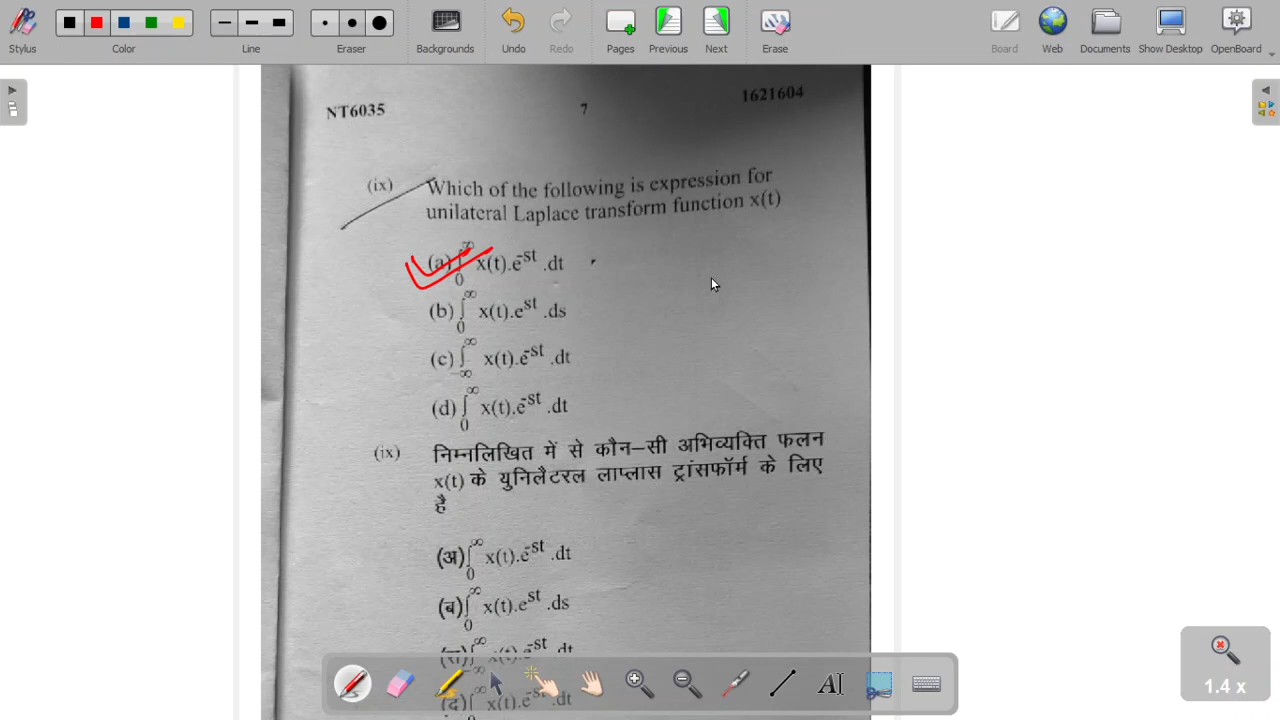 Stylus
Color
Line
Eraser
Backgrounds
Undo
Redo
Pages
Previous
Next
Erase
Board
Web
Documents
Show Desktop
OpenBoard
NT6035 7 1621604
(ix) Which of the following is expression for
unilateral Laplace transform function x(t)
(a) ∫₀^∞ x(t).e^-st .dt
(b) ∫₀^∞ x(t).e^st .ds
(c) ∫₋∞^∞ x(t).e^-st .dt
(d) ∫₀^∞ x(t).e^-st .dt
(ix) निम्नलिखित में से कौन–सी अभिव्यक्ति फलन
x(t) के युनिलैटरल लाप्लास ट्रांसफॉर्म के लिए
है
(अ) ∫₀^∞ x(t).e^-st .dt
(ब) ∫₀^∞ x(t).e^st .ds
1.4 x